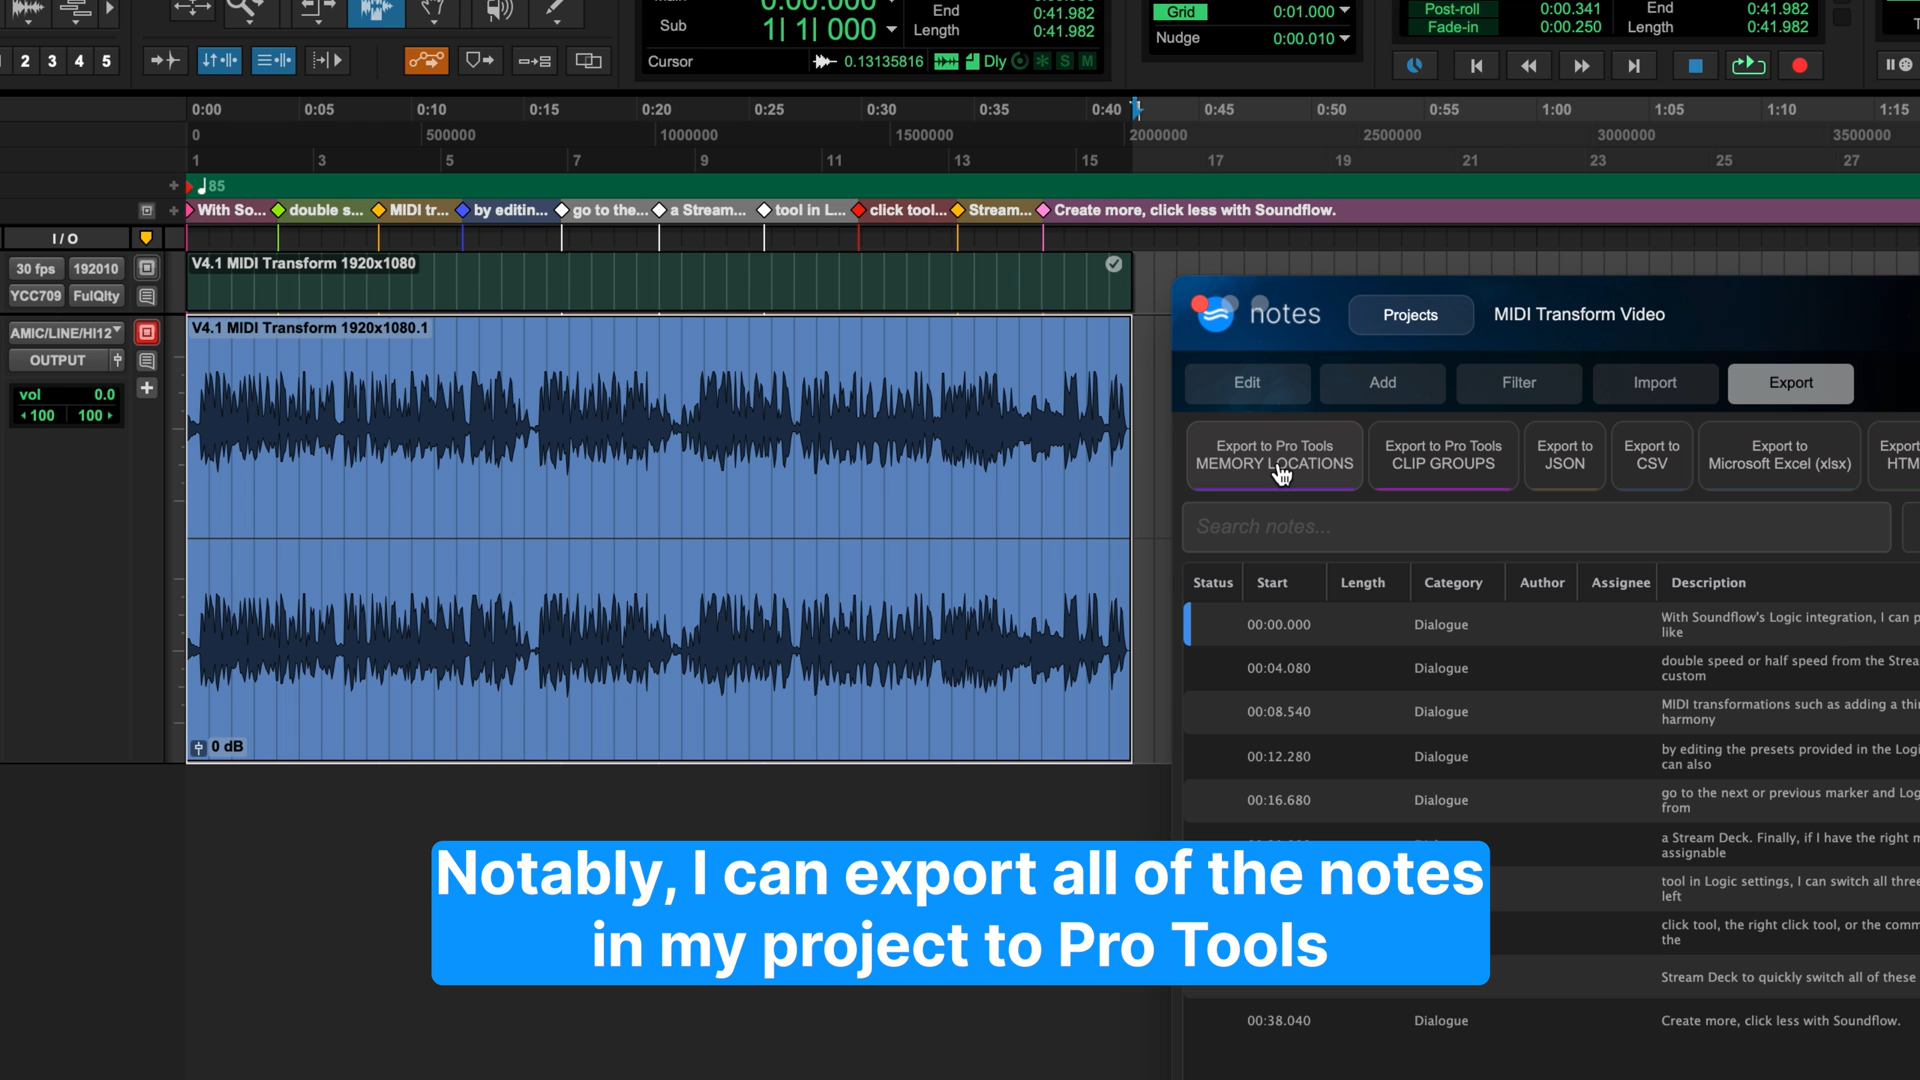 0:00.000
Sub 1| 1| 000
End 0:41.982
Length 0:41.982
Grid 0:01.000
Nudge 0:00.010
Post-roll 0:00.341
Fade-in 0:00.250
End 0:41.982
Length 0:41.982
2 3 4 5
Cursor 0.13135816 Dly S M
0:00 0:05 0:10 0:15 0:20 0:25 0:30 0:35 0:40 0:45 0:50 0:55 1:00 1:05 1:10 1:15
0 500000 1000000 1500000 2000000 2500000 3000000 3500000
1 3 5 7 9 11 13 15 17 19 21 23 25 27
85
With So... double s... MIDI tr... by editin... go to the... a Stream... tool in L... click tool... Stream... Create more, click less with Soundflow.
I / O
30 fps 192010
YCC709 FulQlty
V4.1 MIDI Transform 1920x1080
AMIC/LINE/HI12
OUTPUT
vol 0.0
100 100
V4.1 MIDI Transform 1920x1080.1
0 dB
notes Projects MIDI Transform Video
Edit Add Filter Import Export
Export to Pro Tools
MEMORY LOCATIONS
Export to Pro Tools
CLIP GROUPS
Export to
JSON
Export to
CSV
Export to
Microsoft Excel (xlsx)
Export
HTM
Search notes...
Status Start Length Category Author Assignee Description
00:00.000 Dialogue With Soundflow's Logic integration, I can p
like
00:04.080 Dialogue double speed or half speed from the Strea
custom
00:08.540 Dialogue MIDI transformations such as adding a thi
harmony
00:12.280 Dialogue by editing the presets provided in the Logi
can also
00:16.680 Dialogue go to the next or previous marker and Log
from
a Stream Deck. Finally, if I have the right m
assignable
tool in Logic settings, I can switch all three
left
click tool, the right click tool, or the comm
the
Stream Deck to quickly switch all of these
00:38.040 Dialogue Create more, click less with Soundflow.
Notably, I can export all of the notes
in my project to Pro Tools